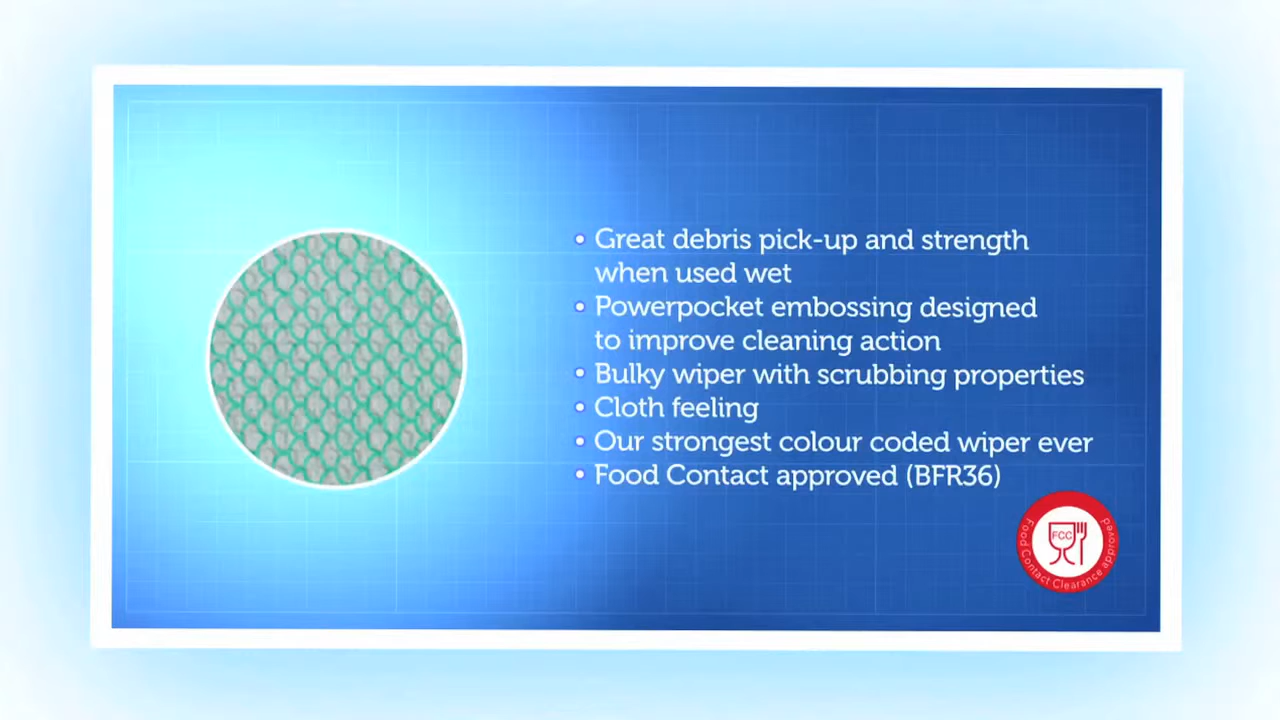 • Great debris pick-up and strength
when used wet
• Powerpocket embossing designed
to improve cleaning action
• Bulky wiper with scrubbing properties
• Cloth feeling
• Our strongest colour coded wiper ever
• Food Contact approved (BFR36)
FCC
Food Contact Clearance approved